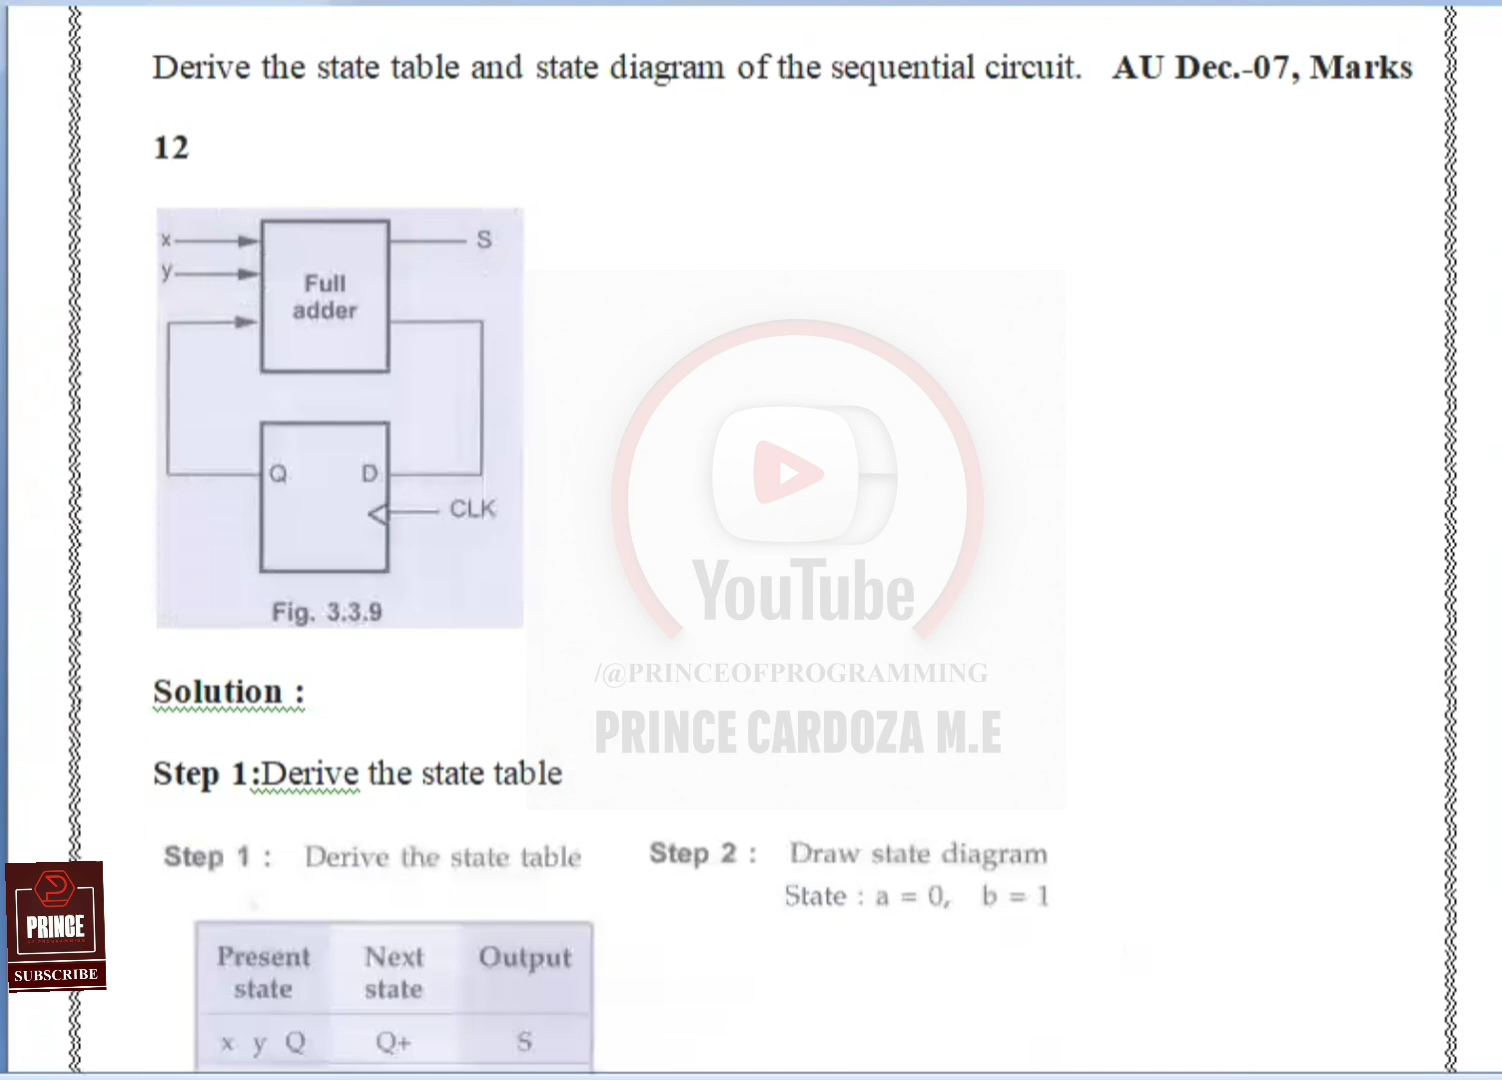 Derive the state table and state diagram of the sequential circuit. AU Dec.-07, Marks
12
x
S
y
Full
adder
Q
D
CLK
Fig. 3.3.9
YouTube
/@PRINCEOFPROGRAMMING
PRINCE CARDOZA M.E
Solution :
Step 1:Derive the state table
Step 1 : Derive the state table
Step 2 : Draw state diagram
State : a = 0, b = 1
Present state
Next state
Output
x y Q
Q+
S
PRINCE
OF PROGRAMMING
SUBSCRIBE